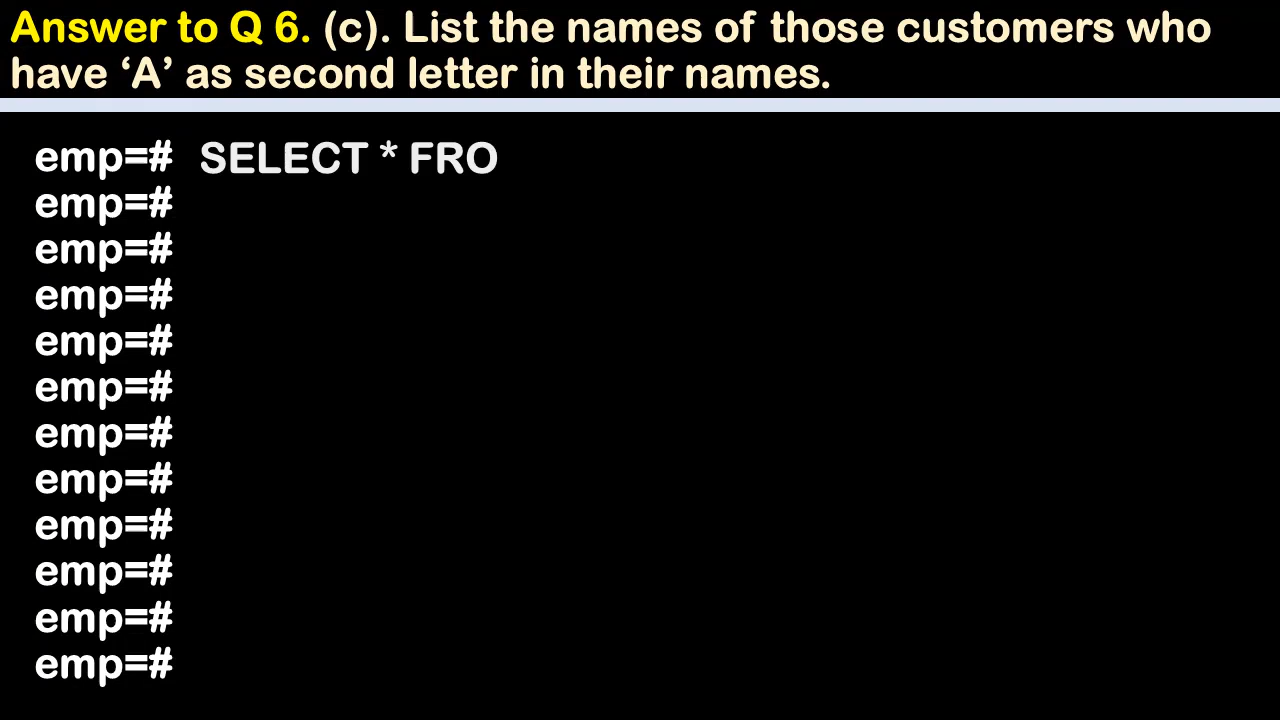 Answer to Q 6. (c). List the names of those customers who
have ‘A’ as second letter in their names.
emp=# SELECT * FRO
emp=#
emp=#
emp=#
emp=#
emp=#
emp=#
emp=#
emp=#
emp=#
emp=#
emp=#